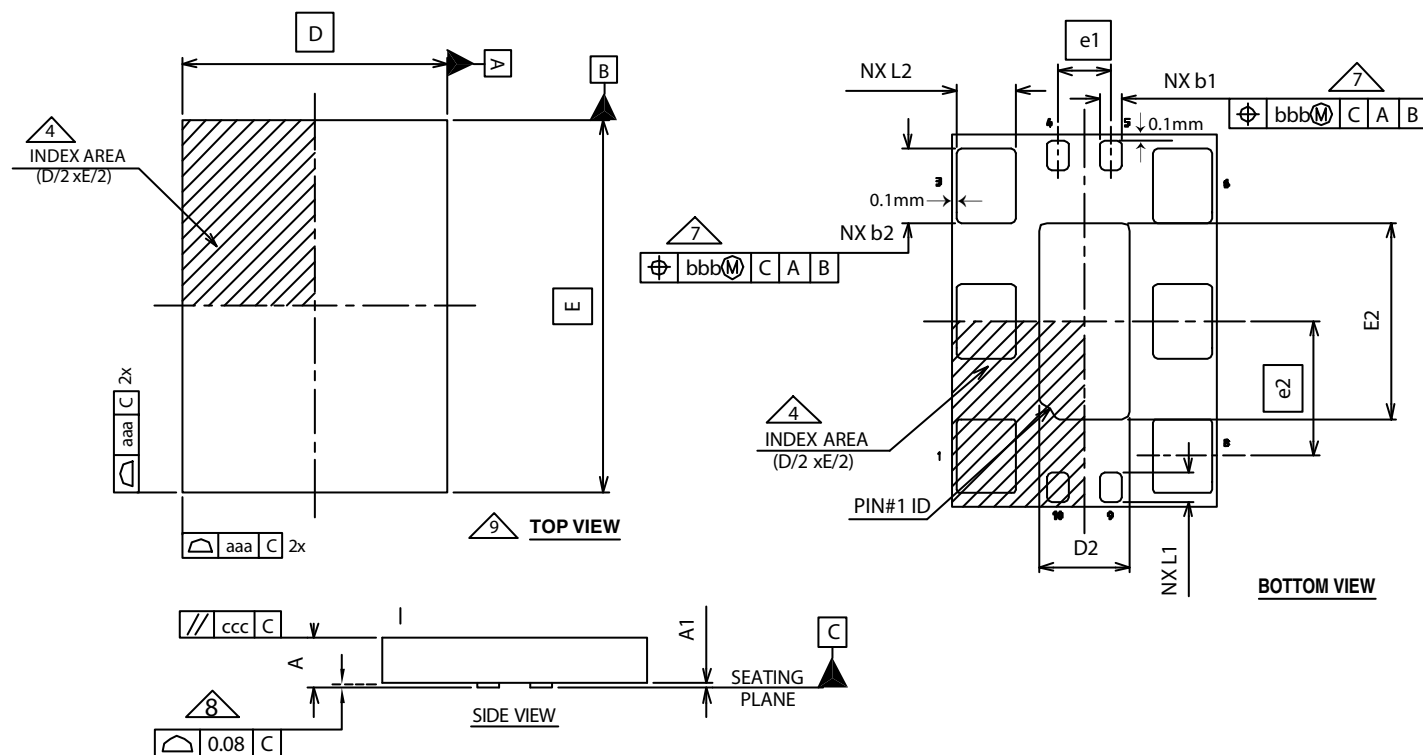 D
A
B
4
INDEX AREA
(D/2 xE/2)
E
aaa C 2x
aaa C 2x
9 TOP VIEW
e1
NX L2
NX b1
7
bbb M C A B
4
5
0.1mm
3
6
0.1mm
NX b2
7
bbb M C A B
E2
e2
4
INDEX AREA
(D/2 xE/2)
1
8
PIN#1 ID
10
9
D2
NX L1
BOTTOM VIEW
// ccc C
A
A1
C
SEATING
PLANE
8
0.08 C
SIDE VIEW